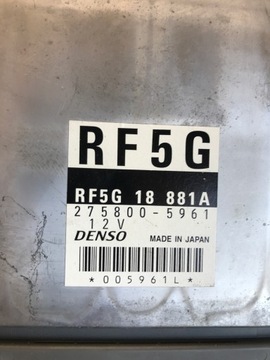 RF5G
RF5G 18 881A
275800-5961
12V
DENSO MADE IN JAPAN
*005961L*